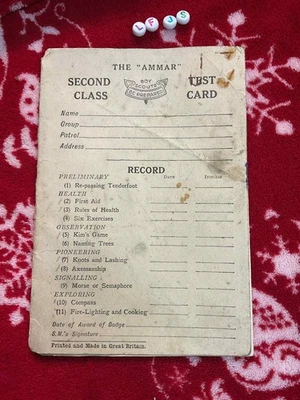 LFJS
THE "AMMAR"
SECOND CLASS
BOY SCOUTS
BE PREPARED
TEST CARD
Name
Group
Patrol
Address
RECORD
PRELIMINARY Date Initials
(1) Re-passing Tenderfoot
HEALTH
(2) First Aid
(3) Rules of Health
(4) Six Exercises
OBSERVATION
(5) Kim's Game
(6) Naming Trees
PIONEERING
(7) Knots and Lashing
(8) Axemanship
SIGNALLING :
(9) Morse or Semaphore
EXPLORING
(10) Compass
(11) Fire-Lighting and Cooking
Date of Award of Badge
S.M.'s Signature
Printed and Made in Great Britain.